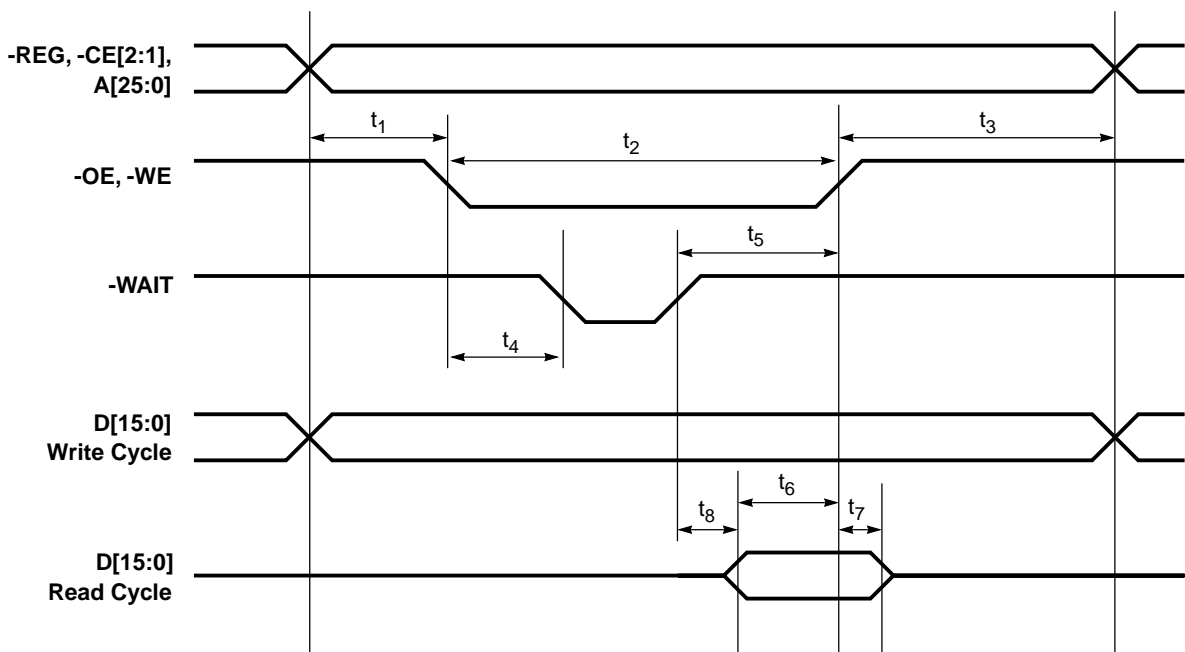 -REG, -CE[2:1],
A[25:0]
t1
t2
t3
-OE, -WE
t5
-WAIT
t4
D[15:0]
Write Cycle
t6
t8
t7
D[15:0]
Read Cycle